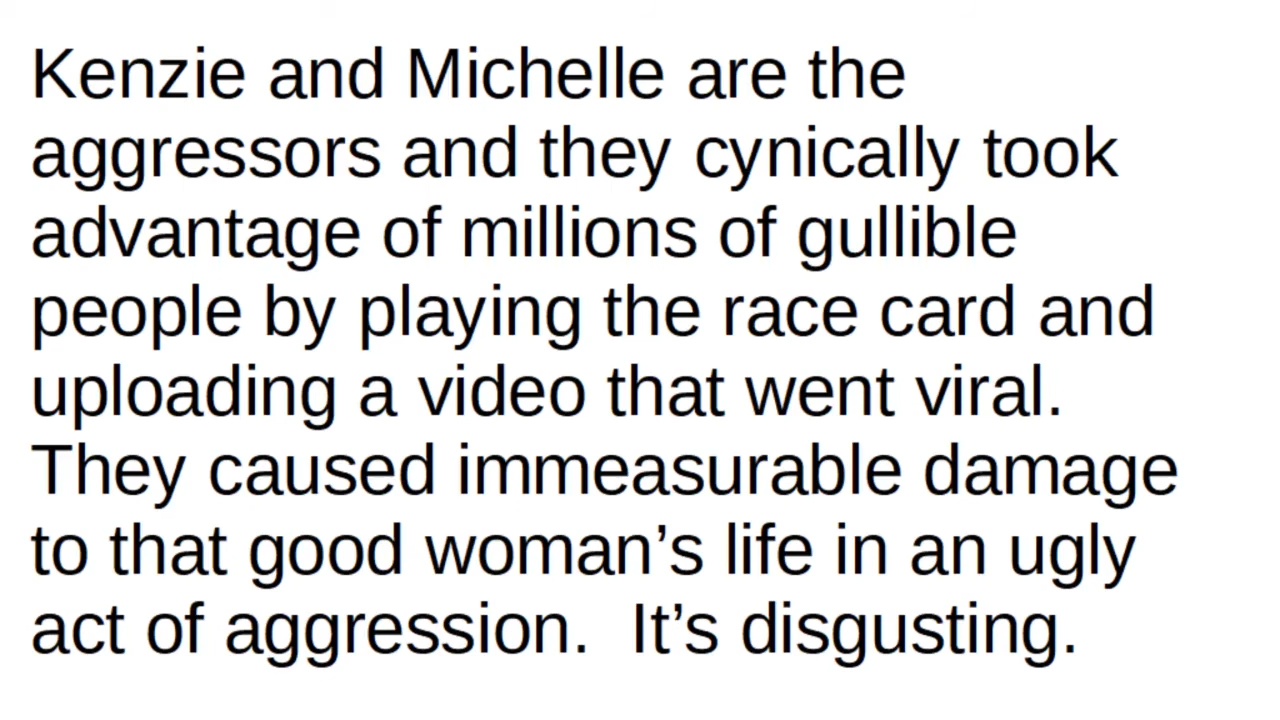 Kenzie and Michelle are the
aggressors and they cynically took
advantage of millions of gullible
people by playing the race card and
uploading a video that went viral.
They caused immeasurable damage
to that good woman’s life in an ugly
act of aggression.  It’s disgusting.